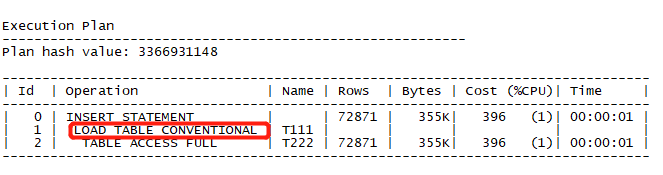 Execution Plan
----------------------------------------------------------
Plan hash value: 3366931148
---------------------------------------------------------------------------------
| Id  | Operation                | Name | Rows  | Bytes | Cost (%CPU)| Time     |
---------------------------------------------------------------------------------
|   0 | INSERT STATEMENT         |      | 72871 |   355K|   396   (1)| 00:00:01 |
|   1 |  LOAD TABLE CONVENTIONAL | T111 |       |       |            |          |
|   2 |   TABLE ACCESS FULL      | T222 | 72871 |   355K|   396   (1)| 00:00:01 |
---------------------------------------------------------------------------------